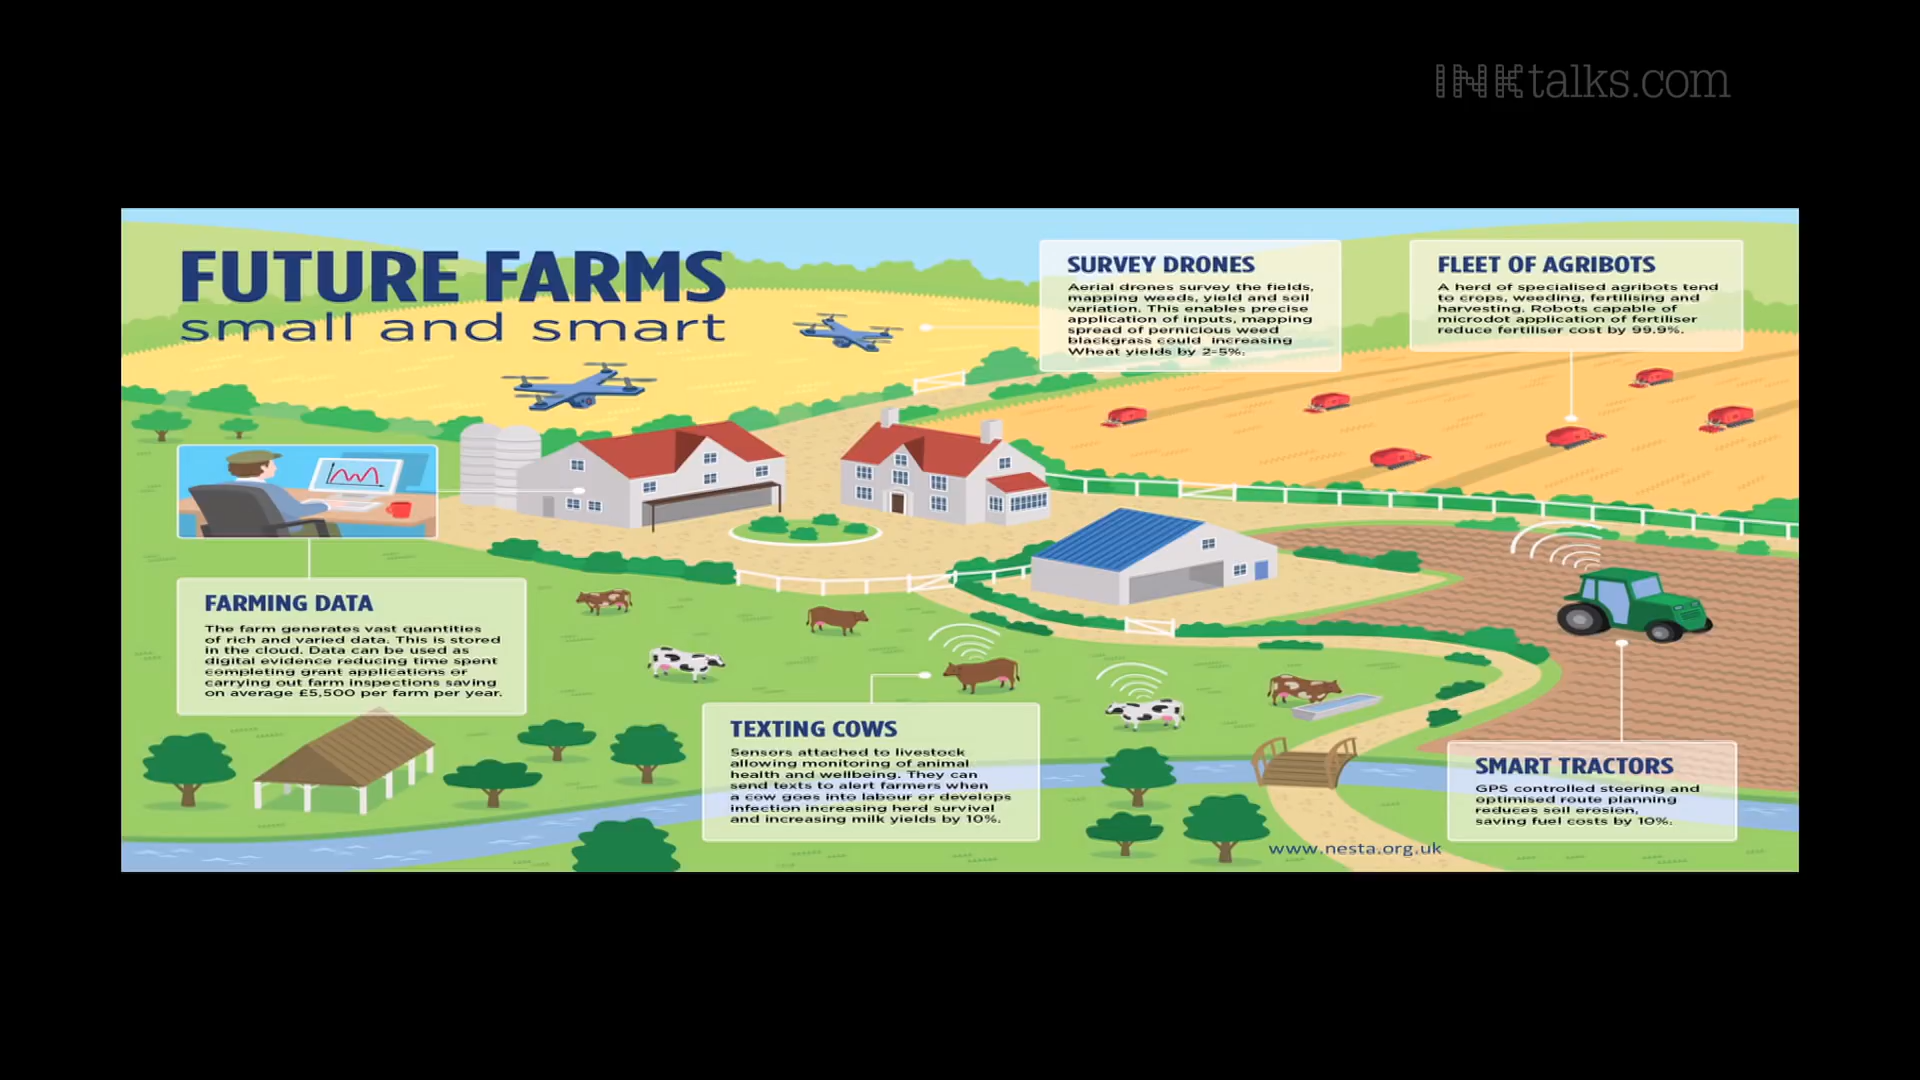 INKtalks.com
FUTURE FARMS
small and smart
SURVEY DRONES
Aerial drones survey the fields,
mapping weeds, yield and soil
variation. This enables precise
application of inputs, mapping
spread of pernicious weed
blackgrass could increasing
Wheat yields by 2-5%.
FLEET OF AGRIBOTS
A herd of specialised agribots tend
to crops, weeding, fertilising and
harvesting. Robots capable of
microdot application of fertiliser
reduce fertiliser cost by 99.9%.
FARMING DATA
The farm generates vast quantities
of rich and varied data. This is stored
in the cloud. Data can be used as
digital evidence reducing time spent
completing grant applications or
carrying out farm inspections saving
on average £5,500 per farm per year.
TEXTING COWS
Sensors attached to livestock
allowing monitoring of animal
health and wellbeing. They can
send texts to alert farmers when
a cow goes into labour or develops
infection increasing herd survival
and increasing milk yields by 10%.
SMART TRACTORS
GPS controlled steering and
optimised route planning
reduces soil erosion,
saving fuel costs by 10%.
www.nesta.org.uk